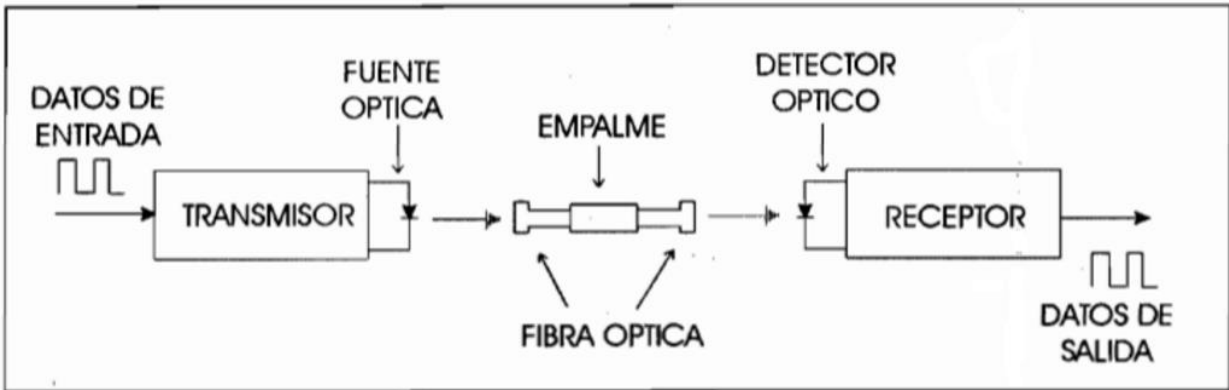 DATOS DE
ENTRADA
TRANSMISOR
FUENTE
OPTICA
EMPALME
FIBRA OPTICA
DETECTOR
OPTICO
RECEPTOR
DATOS DE
SALIDA